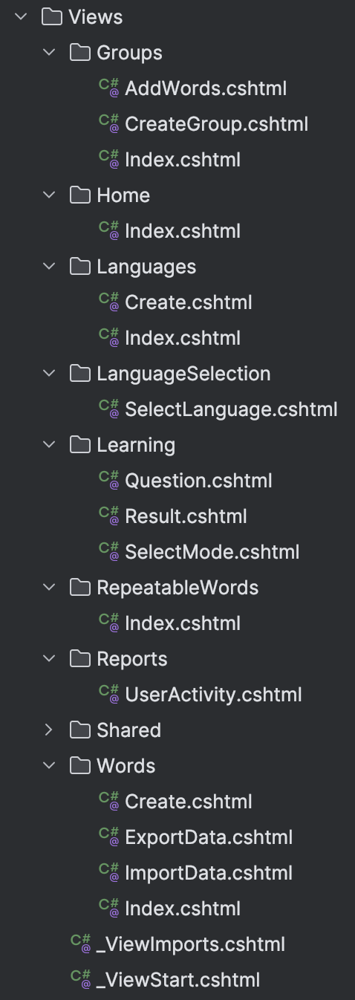 Views
Groups
C#@ AddWords.cshtml
C#@ CreateGroup.cshtml
C#@ Index.cshtml
Home
C#@ Index.cshtml
Languages
C#@ Create.cshtml
C#@ Index.cshtml
LanguageSelection
C#@ SelectLanguage.cshtml
Learning
C#@ Question.cshtml
C#@ Result.cshtml
C#@ SelectMode.cshtml
RepeatableWords
C#@ Index.cshtml
Reports
C#@ UserActivity.cshtml
Shared
Words
C#@ Create.cshtml
C#@ ExportData.cshtml
C#@ ImportData.cshtml
C#@ Index.cshtml
C#@ _ViewImports.cshtml
C#@ _ViewStart.cshtml